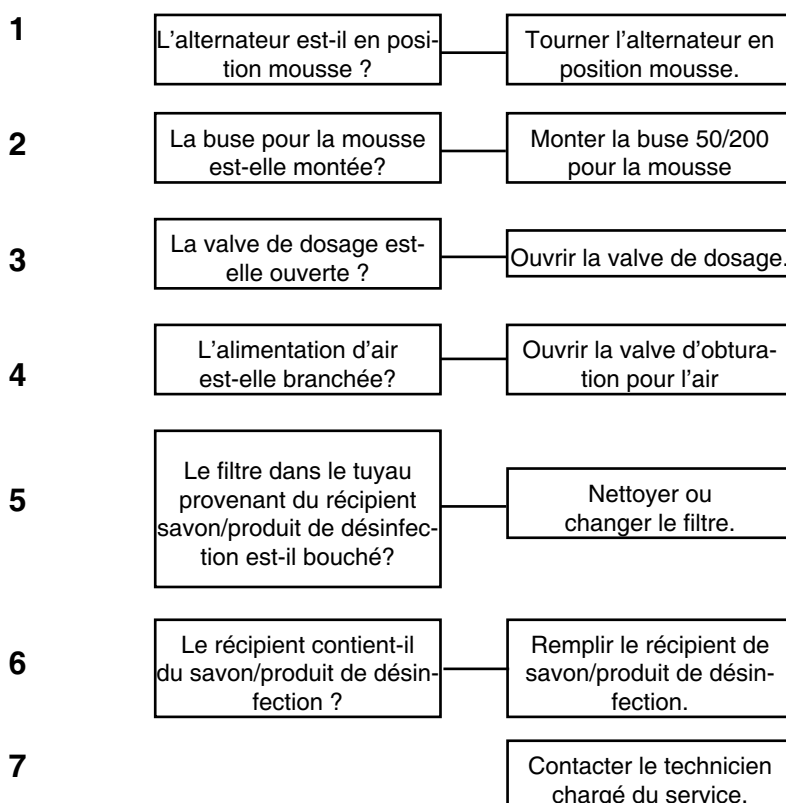 1
L'alternateur est-il en posi-
tion mousse ?
Tourner l'alternateur en
position mousse.
2
La buse pour la mousse
est-elle montée?
Monter la buse 50/200
pour la mousse
3
La valve de dosage est-
elle ouverte ?
Ouvrir la valve de dosage.
4
L'alimentation d'air
est-elle branchée?
Ouvrir la valve d'obtura-
tion pour l'air
5
Le filtre dans le tuyau
provenant du récipient
savon/produit de désinfec-
tion est-il bouché?
Nettoyer ou
changer le filtre.
6
Le récipient contient-il
du savon/produit de désin-
fection ?
Remplir le récipient de
savon/produit de désin-
fection.
7
Contacter le technicien
chargé du service.